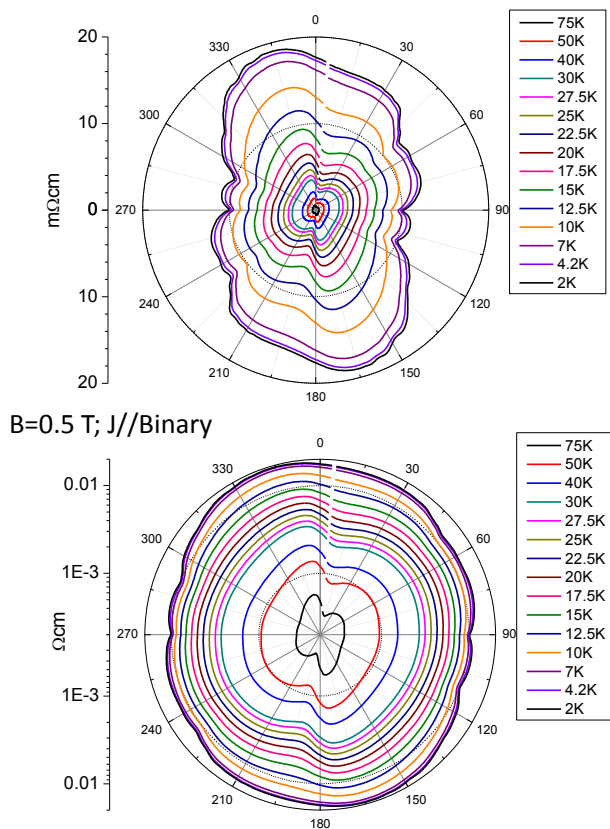 0
30
60
90
120
150
180
210
240
270
300
330
20
10
0
10
20
mΩcm
75K
50K
40K
30K
27.5K
25K
22.5K
20K
17.5K
15K
12.5K
10K
7K
4.2K
2K
B=0.5 T; J//Binary
0
30
60
90
120
150
180
210
240
270
300
330
0.01
1E-3
1E-3
0.01
Ωcm
75K
50K
40K
30K
27.5K
25K
22.5K
20K
17.5K
15K
12.5K
10K
7K
4.2K
2K